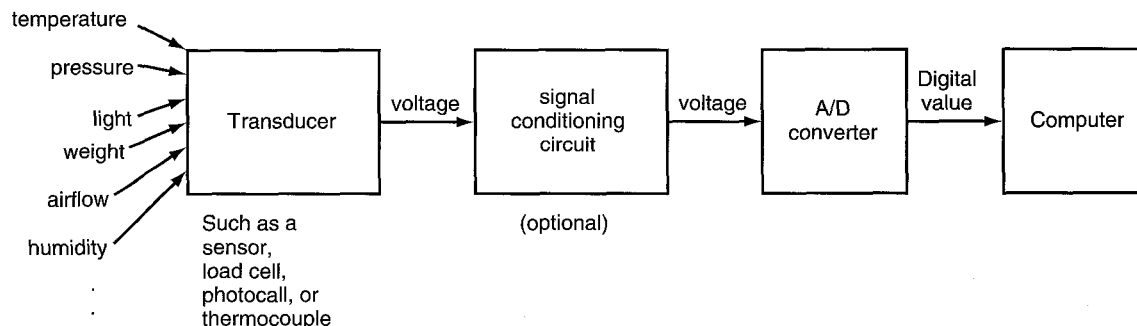 temperature
pressure
light
weight
airflow
humidity
.
.
Transducer
Such as a
sensor,
load cell,
photocall, or
thermocouple
voltage
signal
conditioning
circuit
(optional)
voltage
A/D
converter
Digital
value
Computer